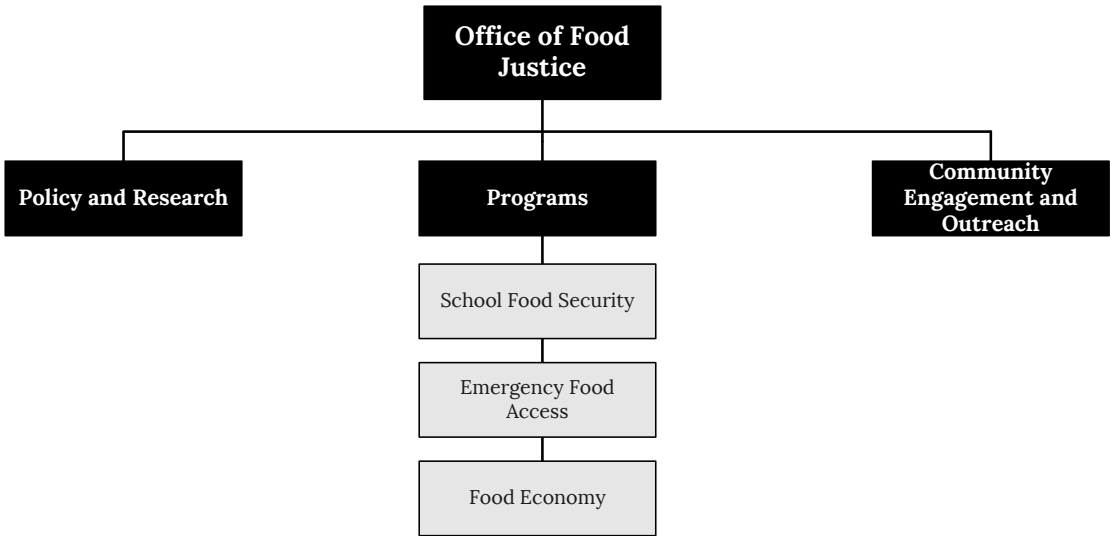 Office of Food
Justice
Policy and Research
Programs
Community
Engagement and
Outreach
School Food Security
Emergency Food
Access
Food Economy